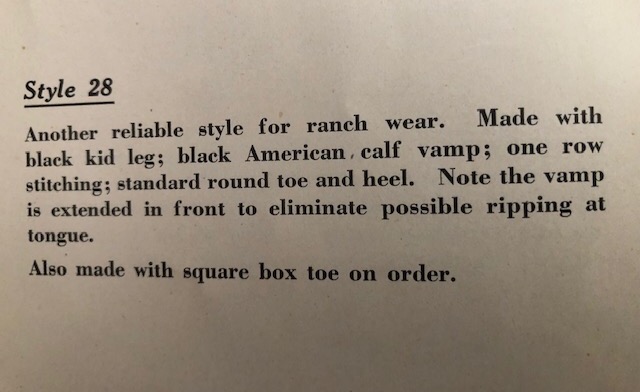 Style 28
Another reliable style for ranch wear. Made with
black kid leg; black American calf vamp; one row
stitching; standard round toe and heel. Note the vamp
is extended in front to eliminate possible ripping at
tongue.
Also made with square box toe on order.